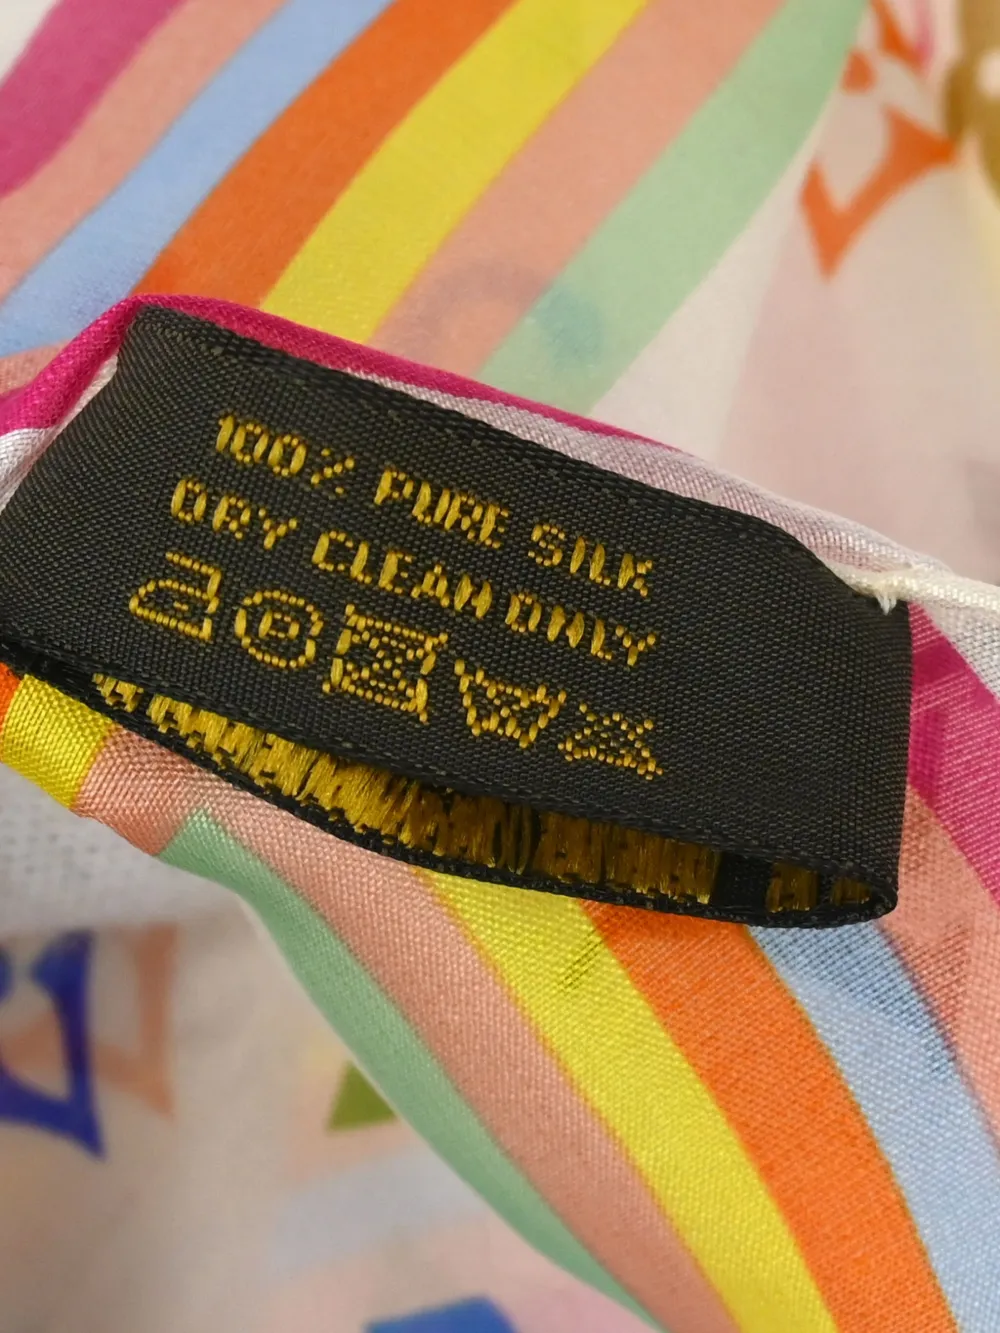 100% PURE SILK
DRY CLEAN ONLY
P